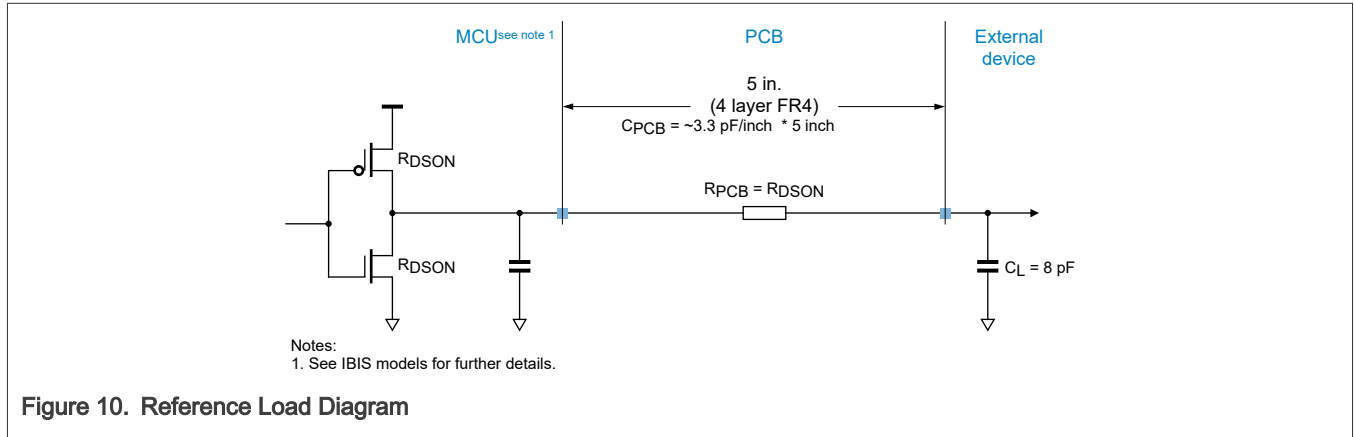 MCUsee note 1
PCB
External
device
5 in.
(4 layer FR4)
CPCB = ~3.3 pF/inch * 5 inch
RDSON
RPCB = RDSON
RDSON
CL = 8 pF
Notes:
1. See IBIS models for further details.
Figure 10. Reference Load Diagram